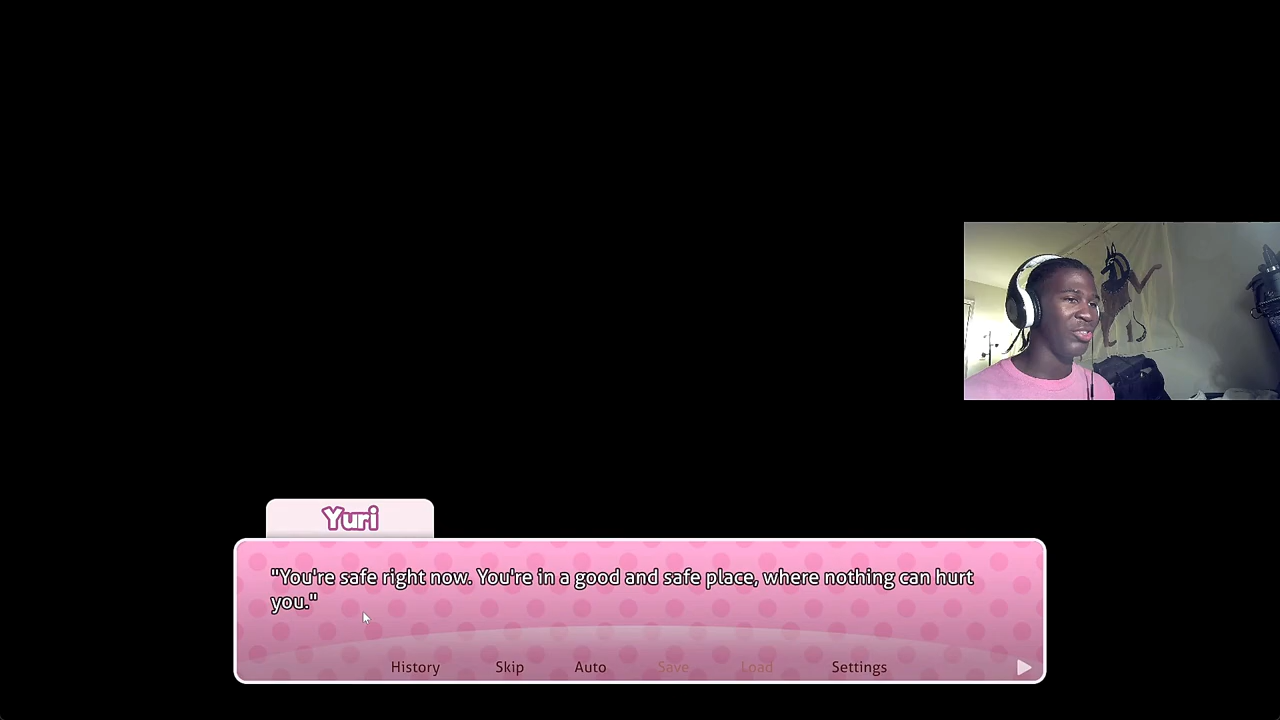 Yuri
"You're safe right now. You're in a good and safe place, where nothing can hurt
you."
History Skip Auto Save Load Settings